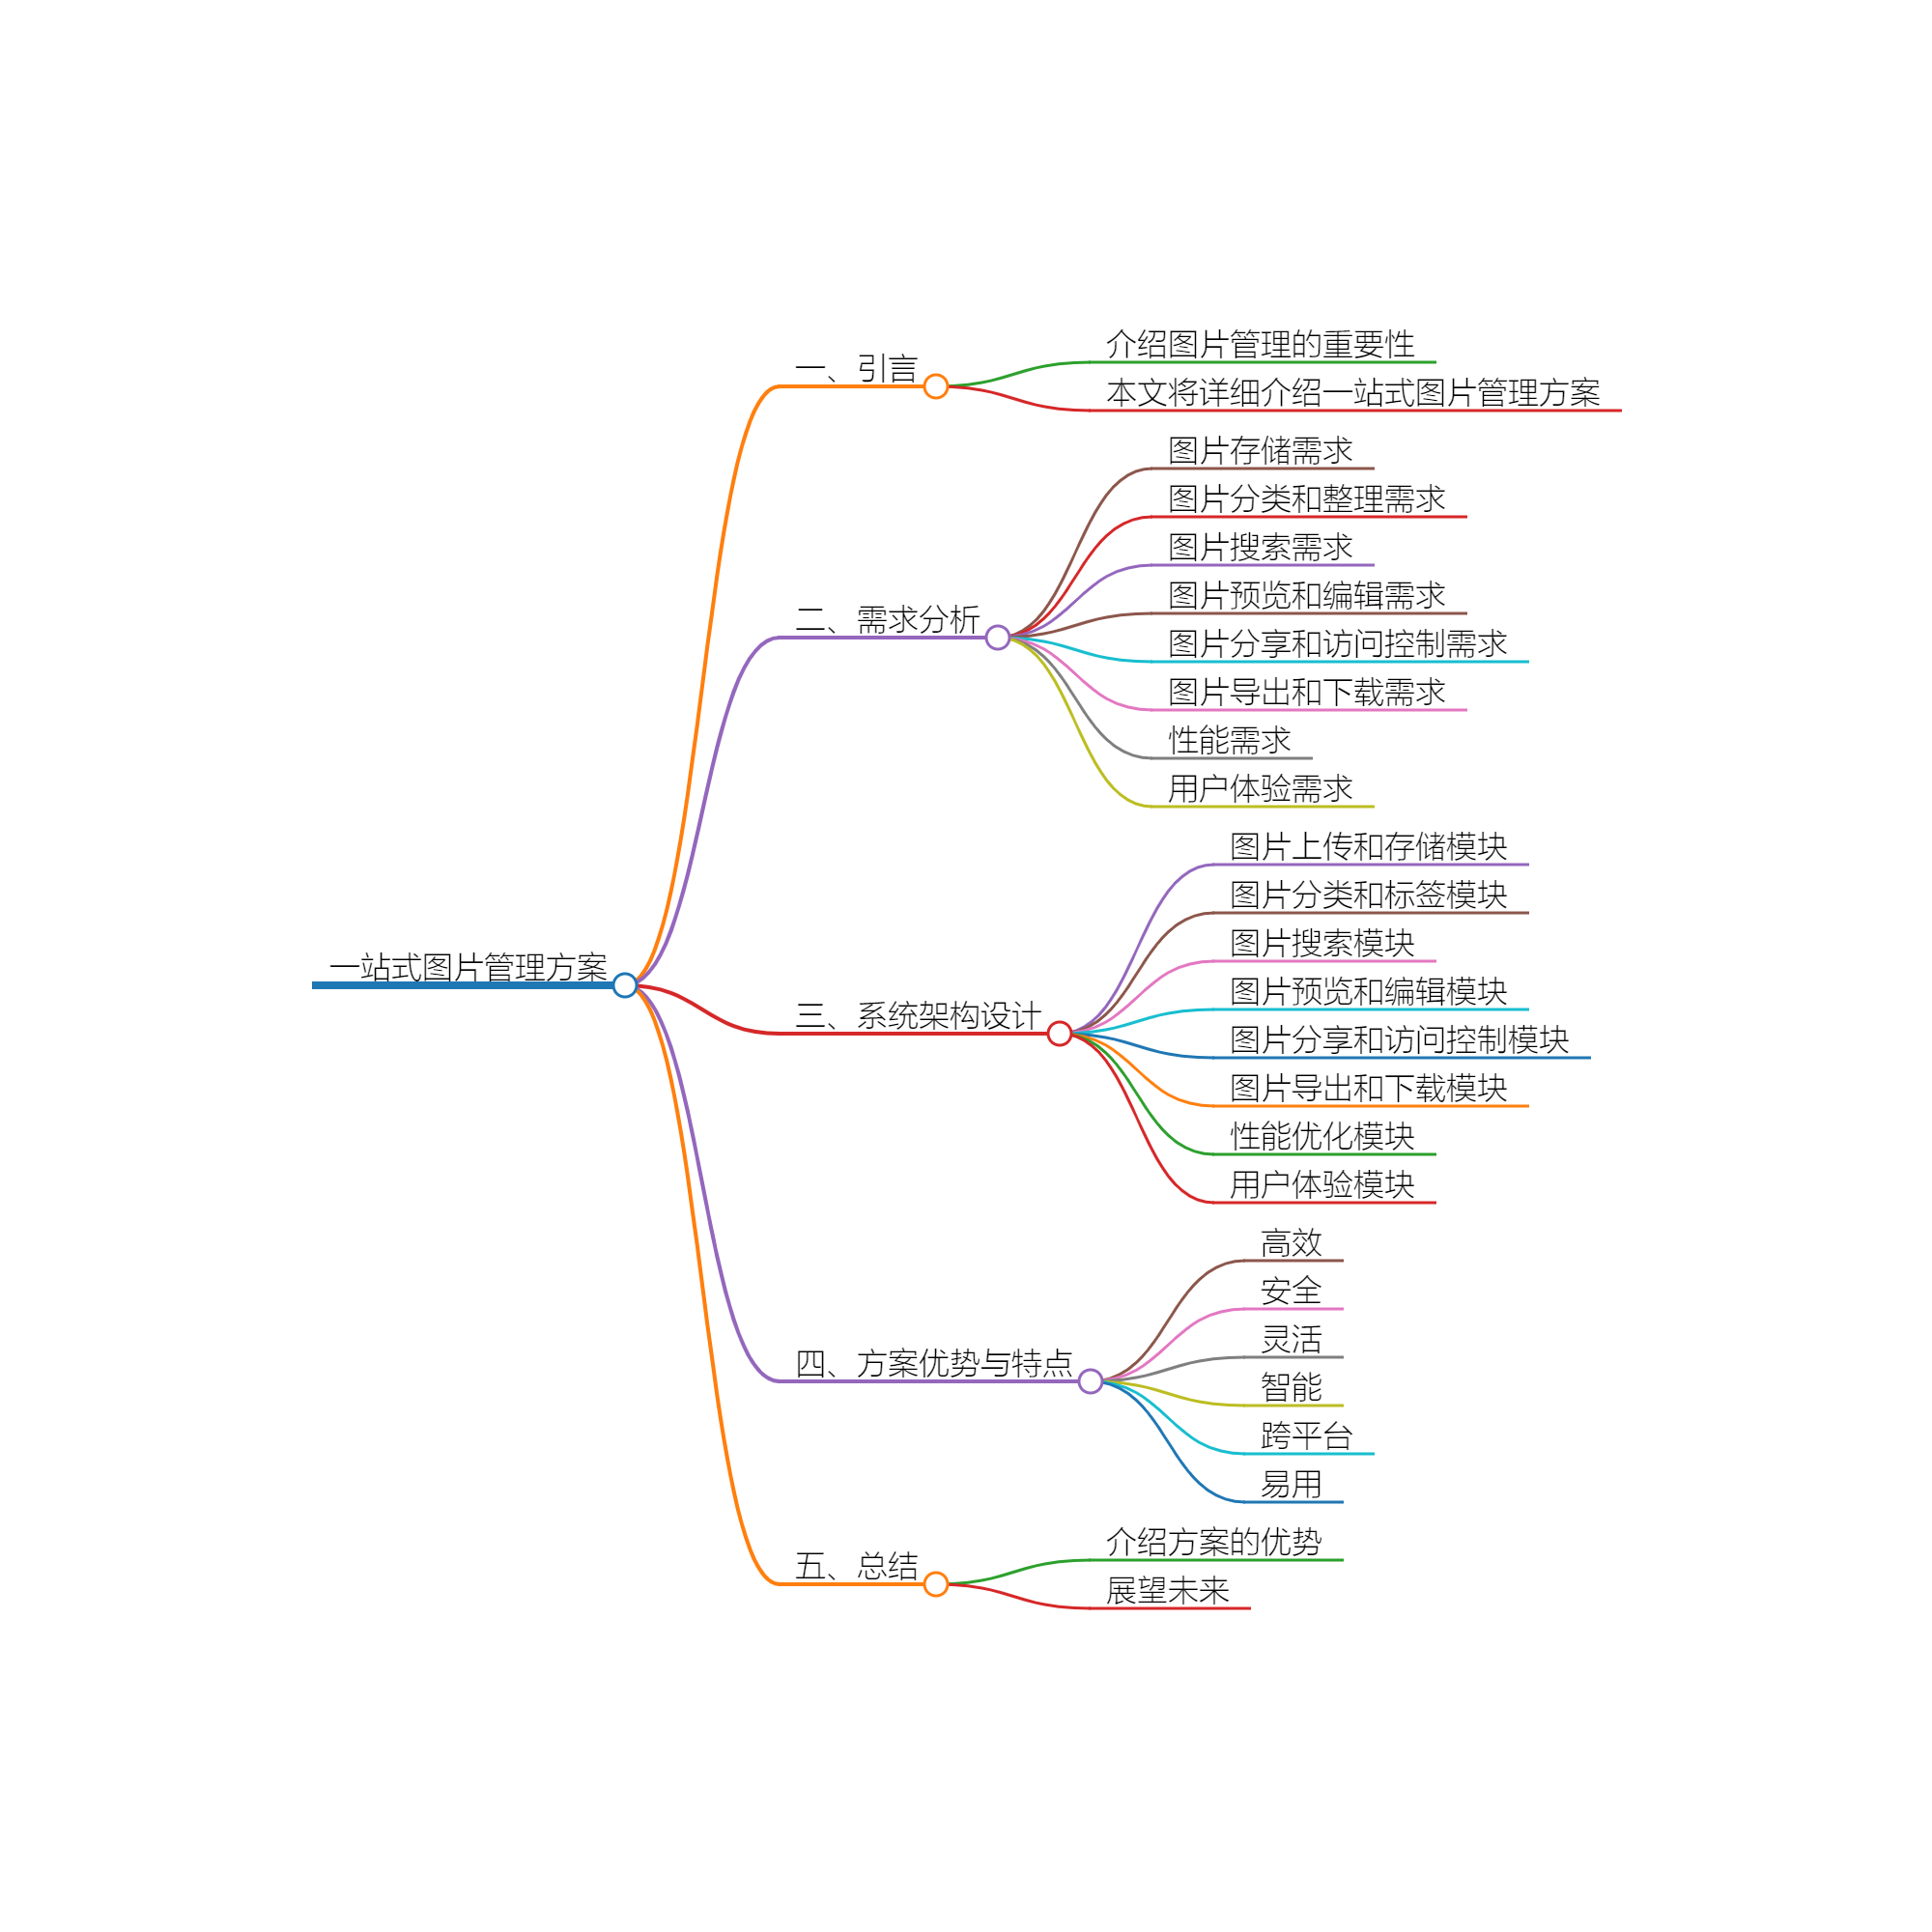 一站式图片管理方案
一、引言
介绍图片管理的重要性
本文将详细介绍一站式图片管理方案
二、需求分析
图片存储需求
图片分类和整理需求
图片搜索需求
图片预览和编辑需求
图片分享和访问控制需求
图片导出和下载需求
性能需求
用户体验需求
三、系统架构设计
图片上传和存储模块
图片分类和标签模块
图片搜索模块
图片预览和编辑模块
图片分享和访问控制模块
图片导出和下载模块
性能优化模块
用户体验模块
四、方案优势与特点
高效
安全
灵活
智能
跨平台
易用
五、总结
介绍方案的优势
展望未来